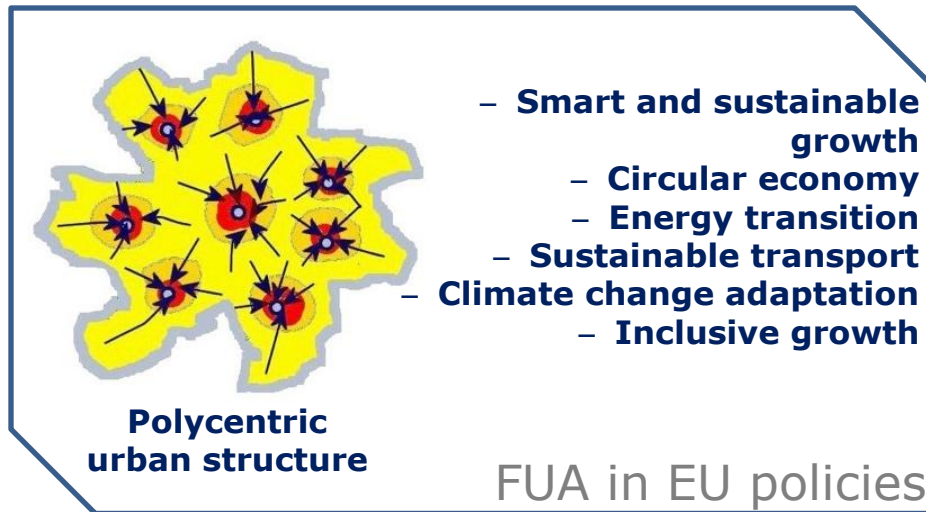 – Smart and sustainable
growth
– Circular economy
– Energy transition
– Sustainable transport
– Climate change adaptation
– Inclusive growth
Polycentric
urban structure
FUA in EU policies